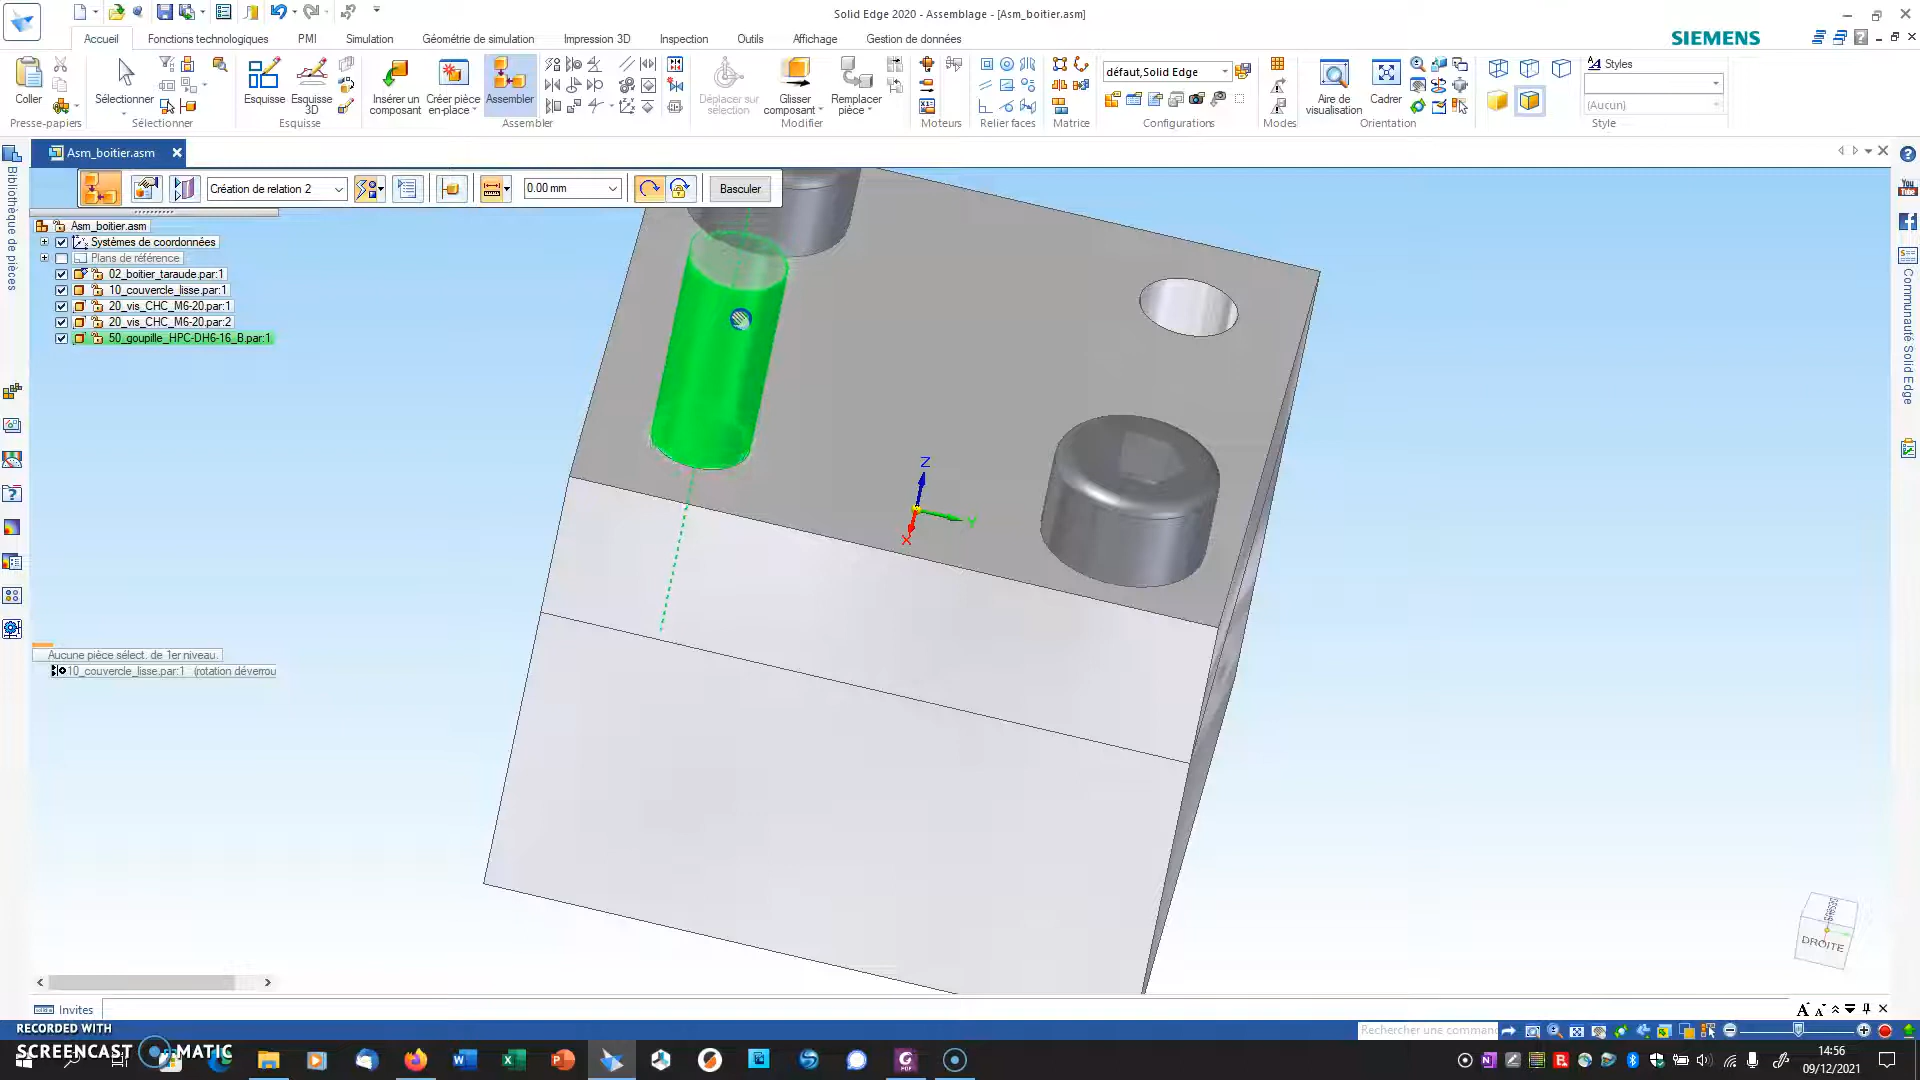 Solid Edge 2020 - Assemblage - [Asm_boitier.asm]
Accueil
Fonctions technologiques
PMI
Simulation
Géométrie de simulation
Impression 3D
Inspection
Outils
Affichage
Gestion de données
SIEMENS
Coller
Sélectionner
Esquisse
Esquisse 3D
Insérer un composant
Créer pièce en-place
Assembler
Déplacer sur sélection
Glisser composant
Remplacer pièce
défaut,Solid Edge
Aire de visualisation
Cadrer
Styles
(Aucun)
Presse-papiers
Sélectionner
Esquisse
Assembler
Modifier
Moteurs
Relier faces
Matrice
Configurations
Modes
Orientation
Style
Asm_boitier.asm
Création de relation 2
0.00 mm
Basculer
Bibliothèque de pièces
Asm_boitier.asm
Systèmes de coordonnées
Plans de référence
02_boitier_taraude.par:1
10_couvercle_lisse.par:1
20_vis_CHC_M6-20.par:1
20_vis_CHC_M6-20.par:2
50_goupille_HPC-DH6-16_B.par:1
Aucune pièce sélect. de 1er niveau.
10_couvercle_lisse.par:1 (rotation déverrou
Z
Y
X
You Tube
Communauté Solid Edge
DROITE
Invites
RECORDED WITH
SCREENCAST MATIC
Rechercher une commande
14:56
09/12/2021